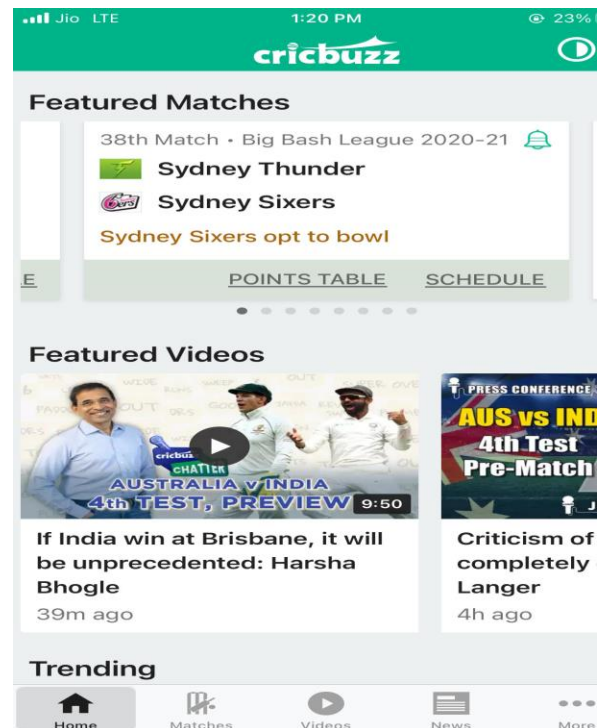 Jio LTE 1:20 PM 23%
cricbuzz
Featured Matches
38th Match • Big Bash League 2020-21
Sydney Thunder
Sydney Sixers
Sydney Sixers opt to bowl
E POINTS TABLE SCHEDULE
Featured Videos
cricbuzz
CHATTER
AUSTRALIA v INDIA
4th TEST, PREVIEW 9:50
If India win at Brisbane, it will
be unprecedented: Harsha
Bhogle
39m ago
PRESS CONFERENCE
AUS vs IND
4th Test
Pre-Match
J
Criticism of
completely
Langer
4h ago
Trending
Home Matches Videos News More